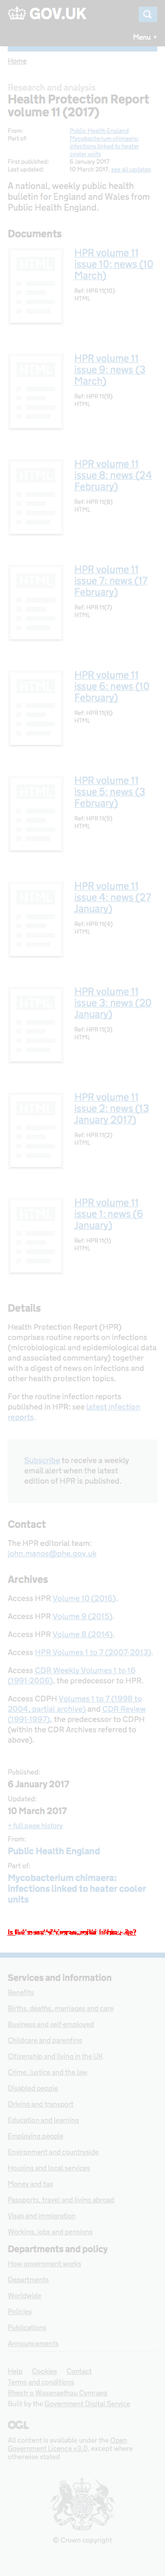 GOV.UK
Menu
Home
Research and analysis
Health Protection Report
volume 11 (2017)
From:
Public Health England
Part of:
Mycobacterium chimaera:
infections linked to heater
cooler units
First published:
6 January 2017
Last updated:
10 March 2017, see all updates
A national, weekly public health
bulletin for England and Wales from
Public Health England.
Documents
HPR volume 11
issue 10: news (10
March)
Ref: HPR 11(10)
HTML
HPR volume 11
issue 9: news (3
March)
Ref: HPR 11(9)
HTML
HPR volume 11
issue 8: news (24
February)
Ref: HPR 11(8)
HTML
HPR volume 11
issue 7: news (17
February)
Ref: HPR 11(7)
HTML
HPR volume 11
issue 6: news (10
February)
Ref: HPR 11(6)
HTML
HPR volume 11
issue 5: news (3
February)
Ref: HPR 11(5)
HTML
HPR volume 11
issue 4: news (27
January)
Ref: HPR 11(4)
HTML
HPR volume 11
issue 3: news (20
January)
Ref: HPR 11(3)
HTML
HPR volume 11
issue 2: news (13
January 2017)
Ref: HPR 11(2)
HTML
HPR volume 11
issue 1: news (6
January)
Ref: HPR 11(1)
HTML
Details
Health Protection Report (HPR)
comprises routine reports on infections
(microbiological and epidemiological data
and associated commentary) together
with a digest of news on infections and
other health protection topics.
For the routine infection reports
published in HPR: see latest infection
reports.
Subscribe to receive a weekly
email alert when the latest
edition of HPR is published.
Contact
The HPR editorial team:
john.manos@phe.gov.uk
Archives
Access HPR Volume 10 (2016).
Access HPR Volume 9 (2015).
Access HPR Volume 8 (2014).
Access HPR Volumes 1 to 7 (2007-2013).
Access CDR Weekly Volumes 1 to 16
(1991-2006), the predecessor of HPR.
Access CDPH Volumes 1 to 7 (1998 to
2004, partial archive) and CDR Review
(1991-1997), the predecessor to CDPH
(within the CDR Archives referred to
above).
Published:
6 January 2017
Updated:
10 March 2017
+ full page history
From:
Public Health England
Part of:
Mycobacterium chimaera:
infections linked to heater cooler
units
Services and information
Benefits
Births, deaths, marriages and care
Business and self-employed
Childcare and parenting
Citizenship and living in the UK
Crime, justice and the law
Disabled people
Driving and transport
Education and learning
Employing people
Environment and countryside
Housing and local services
Money and tax
Passports, travel and living abroad
Visas and immigration
Working, jobs and pensions
Departments and policy
How government works
Departments
Worldwide
Policies
Publications
Announcements
Help Cookies Contact
Terms and conditions
Rhestr o Wasanaethau Cymraeg
Built by the Government Digital Service
OGL
All content is available under the Open
Government Licence v3.0, except where
otherwise stated
© Crown copyright